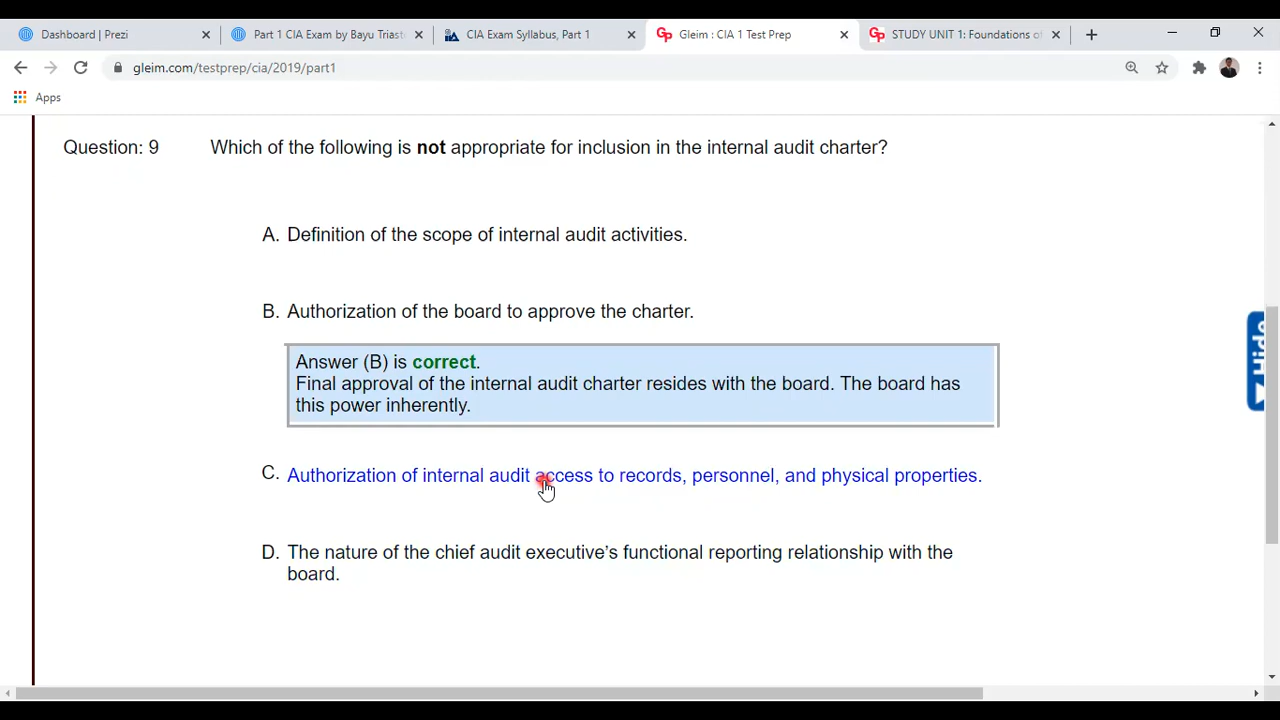 Dashboard | Prezi
Part 1 CIA Exam by Bayu Triast
CIA Exam Syllabus, Part 1
Gleim : CIA 1 Test Prep
STUDY UNIT 1: Foundations of
gleim.com/testprep/cia/2019/part1
Apps
Question: 9 Which of the following is not appropriate for inclusion in the internal audit charter?
A. Definition of the scope of internal audit activities.
B. Authorization of the board to approve the charter.
Answer (B) is correct.
Final approval of the internal audit charter resides with the board. The board has
this power inherently.
Hide
C. Authorization of internal audit access to records, personnel, and physical properties.
D. The nature of the chief audit executive’s functional reporting relationship with the
board.